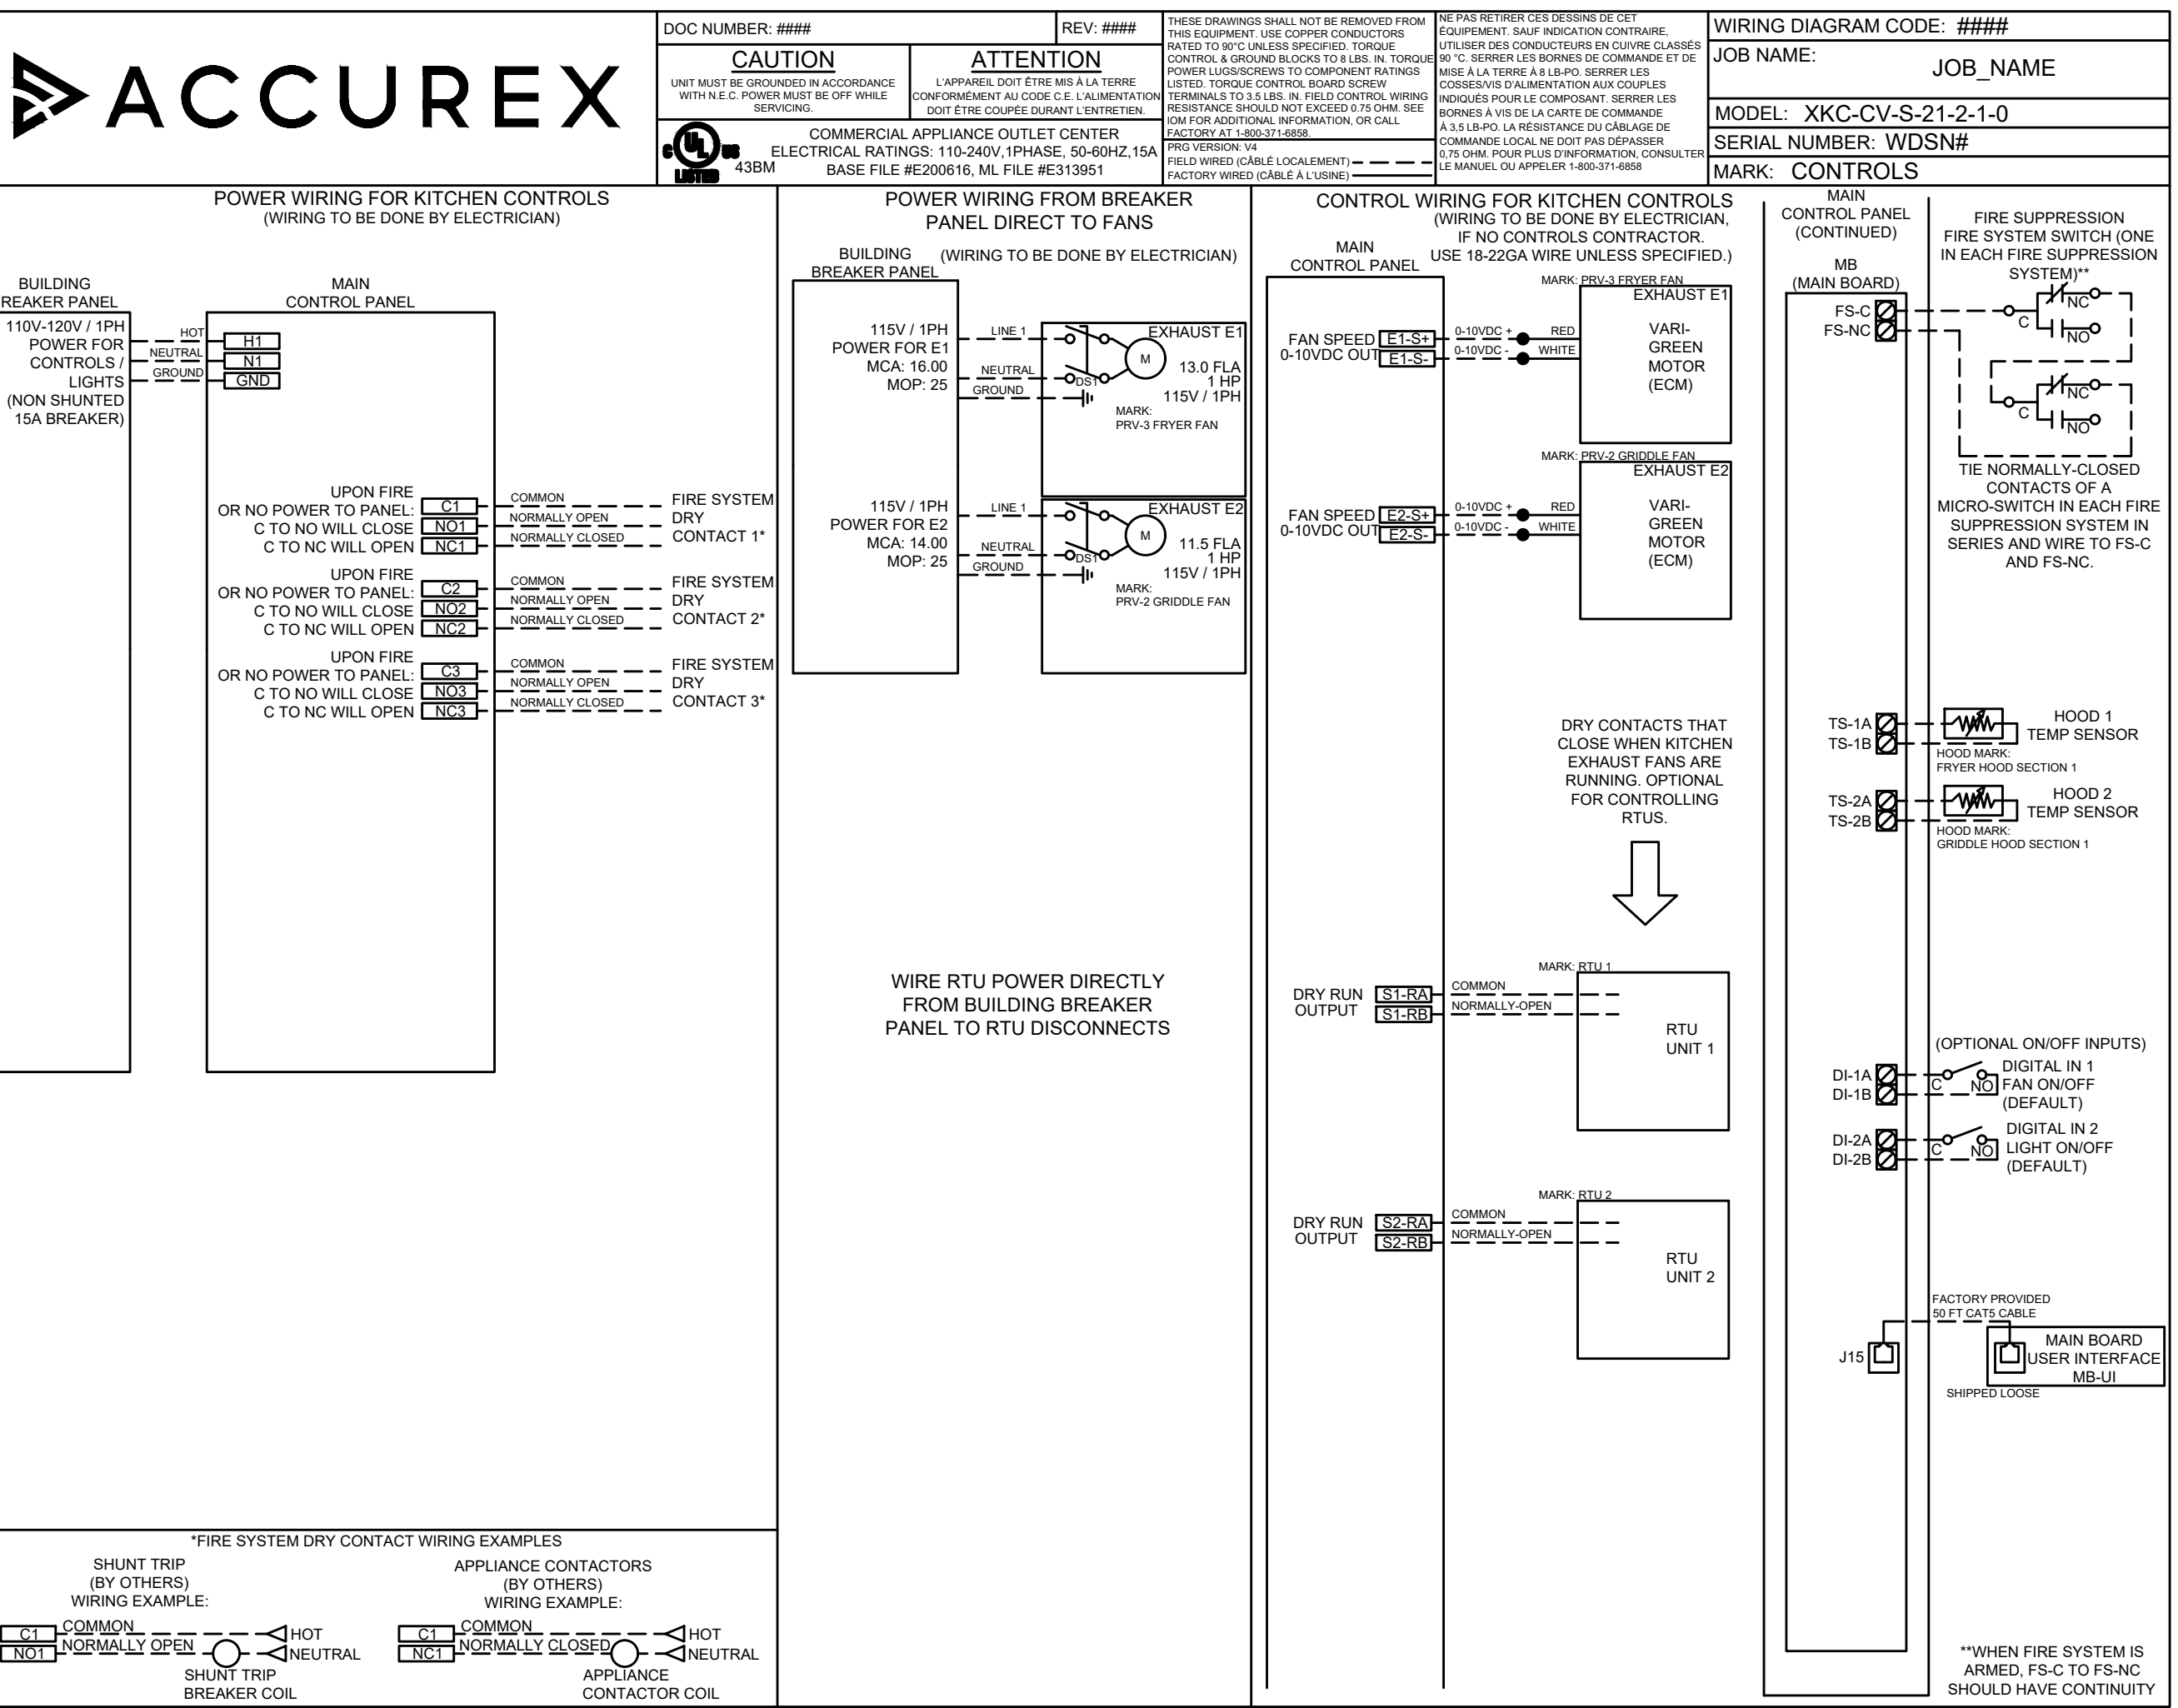 ACCUREX
DOC NUMBER: ####
REV: ####
CAUTION
UNIT MUST BE GROUNDED IN ACCORDANCE
WITH N.E.C. POWER MUST BE OFF WHILE
SERVICING.
ATTENTION
L'APPAREIL DOIT ÊTRE MIS À LA TERRE
CONFORMÉMENT AU CODE C.E. L'ALIMENTATION
DOIT ÊTRE COUPÉE DURANT L'ENTRETIEN.
C UL US
LISTED
43BM
COMMERCIAL APPLIANCE OUTLET CENTER
ELECTRICAL RATINGS: 110-240V,1PHASE, 50-60HZ,15A
BASE FILE #E200616, ML FILE #E313951
THESE DRAWINGS SHALL NOT BE REMOVED FROM
THIS EQUIPMENT. USE COPPER CONDUCTORS
RATED TO 90°C UNLESS SPECIFIED. TORQUE
CONTROL & GROUND BLOCKS TO 8 LBS. IN. TORQUE
POWER LUGS/SCREWS TO COMPONENT RATINGS
LISTED. TORQUE CONTROL BOARD SCREW
TERMINALS TO 3.5 LBS. IN. FIELD CONTROL WIRING
RESISTANCE SHOULD NOT EXCEED 0.75 OHM. SEE
IOM FOR ADDITIONAL INFORMATION, OR CALL
FACTORY AT 1-800-371-6858.
PRG VERSION: V4
FIELD WIRED (CÂBLÉ LOCALEMENT)
FACTORY WIRED (CÂBLÉ À L'USINE)
NE PAS RETIRER CES DESSINS DE CET
ÉQUIPEMENT. SAUF INDICATION CONTRAIRE,
UTILISER DES CONDUCTEURS EN CUIVRE CLASSÉS
90 °C. SERRER LES BORNES DE COMMANDE ET DE
MISE À LA TERRE À 8 LB-PO. SERRER LES
COSSES/VIS D'ALIMENTATION AUX COUPLES
INDIQUÉS POUR LE COMPOSANT. SERRER LES
BORNES À VIS DE LA CARTE DE COMMANDE
À 3,5 LB-PO. LA RÉSISTANCE DU CÂBLAGE DE
COMMANDE LOCAL NE DOIT PAS DÉPASSER
0,75 OHM. POUR PLUS D'INFORMATION, CONSULTER
LE MANUEL OU APPELER 1-800-371-6858
WIRING DIAGRAM CODE: ####
JOB NAME:
JOB_NAME
MODEL: XKC-CV-S-21-2-1-0
SERIAL NUMBER: WDSN#
MARK: CONTROLS
POWER WIRING FOR KITCHEN CONTROLS
(WIRING TO BE DONE BY ELECTRICIAN)
BUILDING
REAKER PANEL
MAIN
CONTROL PANEL
110V-120V / 1PH
POWER FOR
CONTROLS /
LIGHTS
(NON SHUNTED
15A BREAKER)
HOT
NEUTRAL
GROUND
H1
N1
GND
UPON FIRE
OR NO POWER TO PANEL:
C TO NO WILL CLOSE
C TO NC WILL OPEN
C1
NO1
NC1
COMMON
NORMALLY OPEN
NORMALLY CLOSED
FIRE SYSTEM
DRY
CONTACT 1*
UPON FIRE
OR NO POWER TO PANEL:
C TO NO WILL CLOSE
C TO NC WILL OPEN
C2
NO2
NC2
COMMON
NORMALLY OPEN
NORMALLY CLOSED
FIRE SYSTEM
DRY
CONTACT 2*
UPON FIRE
OR NO POWER TO PANEL:
C TO NO WILL CLOSE
C TO NC WILL OPEN
C3
NO3
NC3
COMMON
NORMALLY OPEN
NORMALLY CLOSED
FIRE SYSTEM
DRY
CONTACT 3*
*FIRE SYSTEM DRY CONTACT WIRING EXAMPLES
SHUNT TRIP
(BY OTHERS)
WIRING EXAMPLE:
C1
NO1
COMMON
NORMALLY OPEN
HOT
NEUTRAL
SHUNT TRIP
BREAKER COIL
APPLIANCE CONTACTORS
(BY OTHERS)
WIRING EXAMPLE:
C1
NC1
COMMON
NORMALLY CLOSED
HOT
NEUTRAL
APPLIANCE
CONTACTOR COIL
POWER WIRING FROM BREAKER
PANEL DIRECT TO FANS
(WIRING TO BE DONE BY ELECTRICIAN)
BUILDING
BREAKER PANEL
115V / 1PH
POWER FOR E1
MCA: 16.00
MOP: 25
LINE 1
NEUTRAL
GROUND
DS1
M
EXHAUST E1
13.0 FLA
1 HP
115V / 1PH
MARK:
PRV-3 FRYER FAN
115V / 1PH
POWER FOR E2
MCA: 14.00
MOP: 25
LINE 1
NEUTRAL
GROUND
DS1
M
EXHAUST E2
11.5 FLA
1 HP
115V / 1PH
MARK:
PRV-2 GRIDDLE FAN
WIRE RTU POWER DIRECTLY
FROM BUILDING BREAKER
PANEL TO RTU DISCONNECTS
CONTROL WIRING FOR KITCHEN CONTROLS
(WIRING TO BE DONE BY ELECTRICIAN,
IF NO CONTROLS CONTRACTOR.
USE 18-22GA WIRE UNLESS SPECIFIED.)
MAIN
CONTROL PANEL
MARK: PRV-3 FRYER FAN
EXHAUST E1
FAN SPEED
0-10VDC OUT
E1-S+
E1-S-
0-10VDC +
0-10VDC -
RED
WHITE
VARI-
GREEN
MOTOR
(ECM)
MARK: PRV-2 GRIDDLE FAN
EXHAUST E2
FAN SPEED
0-10VDC OUT
E2-S+
E2-S-
0-10VDC +
0-10VDC -
RED
WHITE
VARI-
GREEN
MOTOR
(ECM)
DRY CONTACTS THAT
CLOSE WHEN KITCHEN
EXHAUST FANS ARE
RUNNING. OPTIONAL
FOR CONTROLLING
RTUS.
MARK: RTU 1
DRY RUN
OUTPUT
S1-RA
S1-RB
COMMON
NORMALLY-OPEN
RTU
UNIT 1
MARK: RTU 2
DRY RUN
OUTPUT
S2-RA
S2-RB
COMMON
NORMALLY-OPEN
RTU
UNIT 2
MAIN
CONTROL PANEL
(CONTINUED)
MB
(MAIN BOARD)
FIRE SUPPRESSION
FIRE SYSTEM SWITCH (ONE
IN EACH FIRE SUPPRESSION
SYSTEM)**
FS-C
FS-NC
C
NC
NO
C
NC
NO
TIE NORMALLY-CLOSED
CONTACTS OF A
MICRO-SWITCH IN EACH FIRE
SUPPRESSION SYSTEM IN
SERIES AND WIRE TO FS-C
AND FS-NC.
TS-1A
TS-1B
HOOD 1
TEMP SENSOR
HOOD MARK:
FRYER HOOD SECTION 1
TS-2A
TS-2B
HOOD 2
TEMP SENSOR
HOOD MARK:
GRIDDLE HOOD SECTION 1
(OPTIONAL ON/OFF INPUTS)
DI-1A
DI-1B
C
NO
DIGITAL IN 1
FAN ON/OFF
(DEFAULT)
DI-2A
DI-2B
C
NO
DIGITAL IN 2
LIGHT ON/OFF
(DEFAULT)
FACTORY PROVIDED
50 FT CAT5 CABLE
J15
MAIN BOARD
USER INTERFACE
MB-UI
SHIPPED LOOSE
**WHEN FIRE SYSTEM IS
ARMED, FS-C TO FS-NC
SHOULD HAVE CONTINUITY